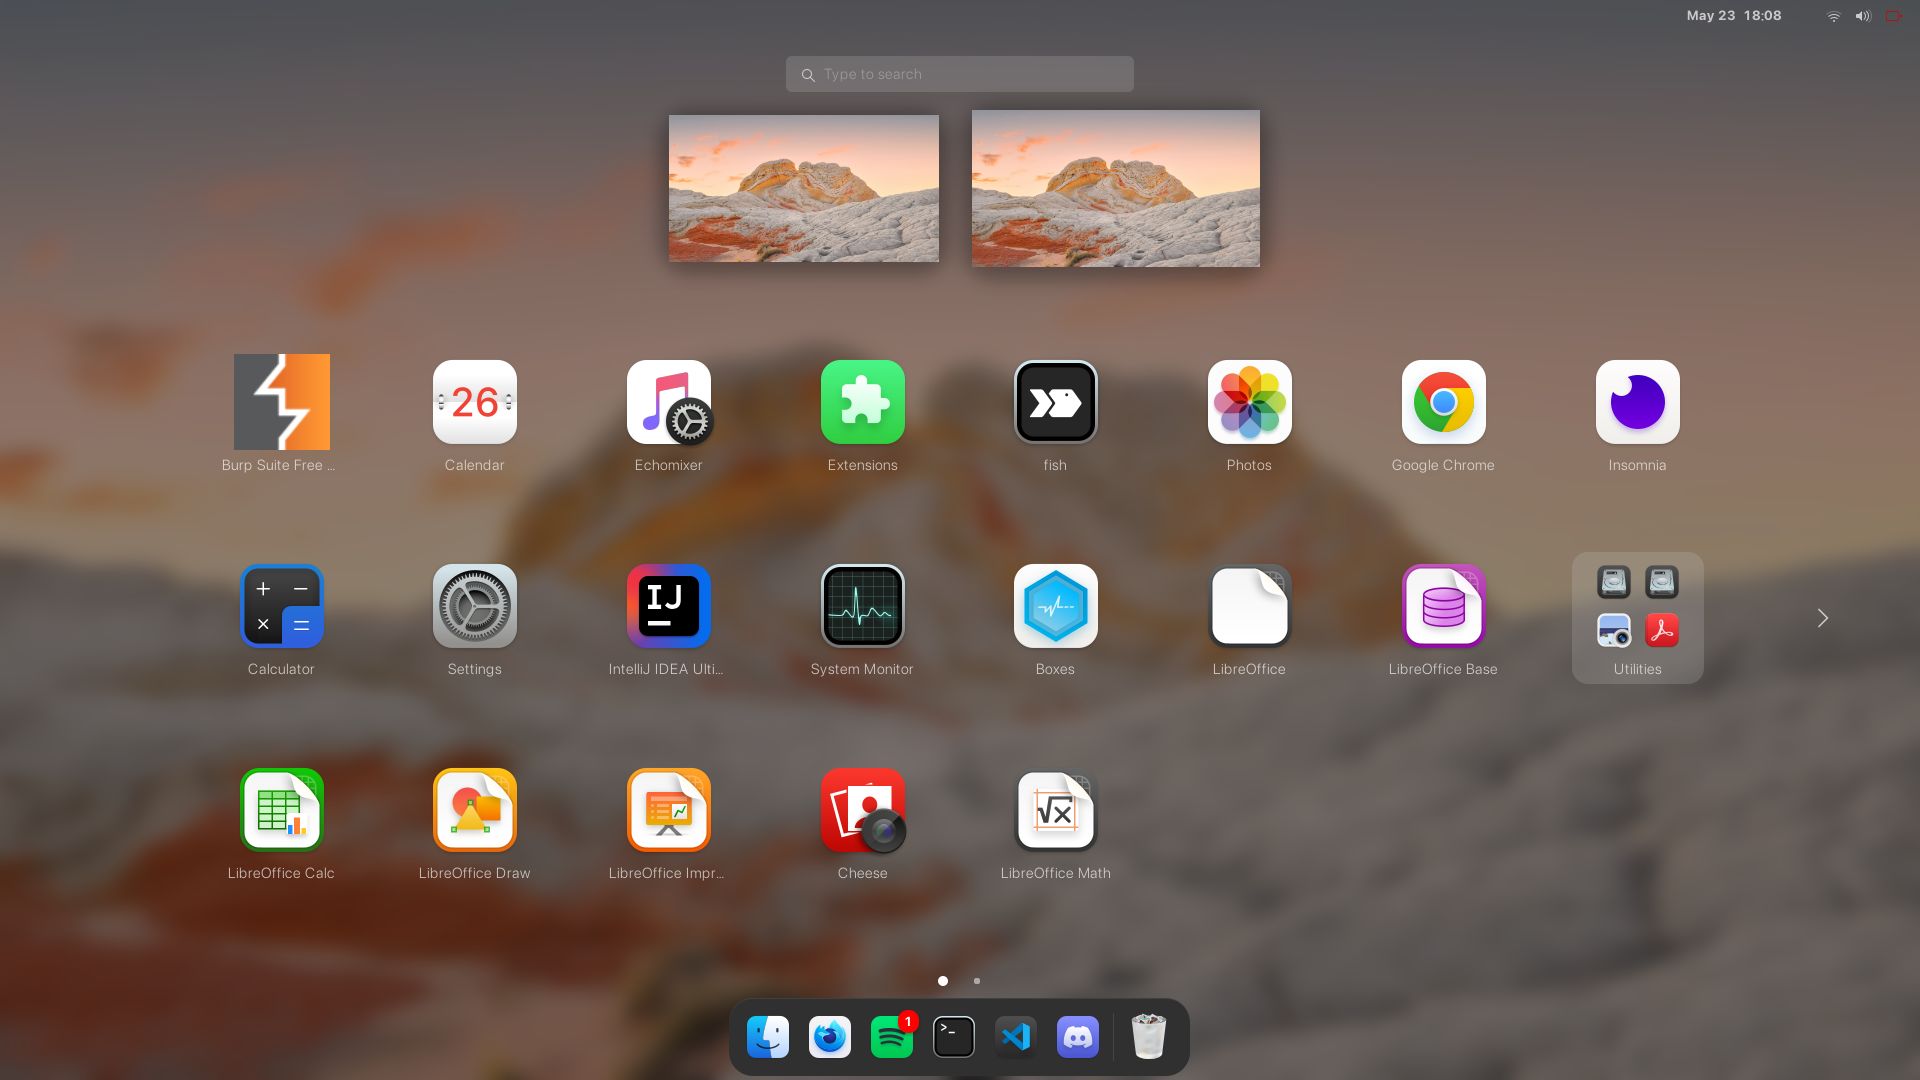 May 23 18:08
Type to search
26
Burp Suite Free ...
Calendar
Echomixer
Extensions
fish
Photos
Google Chrome
Insomnia
IJ
Calculator
Settings
IntelliJ IDEA Ulti...
System Monitor
Boxes
LibreOffice
LibreOffice Base
Utilities
√x
LibreOffice Calc
LibreOffice Draw
LibreOffice Impr...
Cheese
LibreOffice Math
1
>_